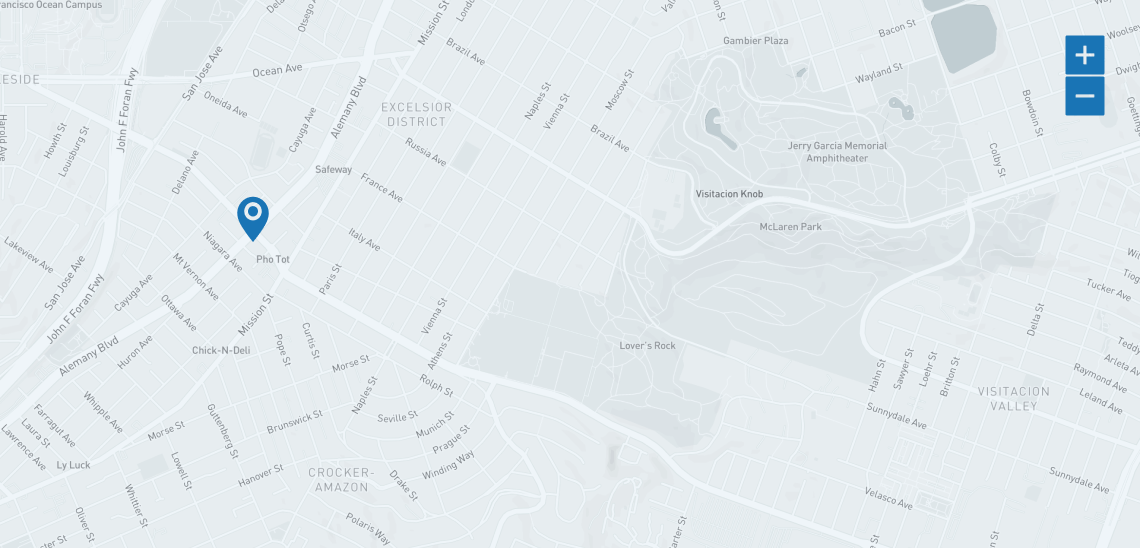 rancisco Ocean Campus
Otsego Ave
Mission St
Brazil Ave
Gambier Plaza
Bacon St
Wayland St
+
−
Bowdoin St
Colby St
ESIDE
John F Foran Fwy
San Jose Ave
Ocean Ave
Oneida Ave
Alemany Blvd
Cayuga Ave
EXCELSIOR
DISTRICT
Naples St
Vienna St
Moscow St
Brazil Ave
Jerry Garcia Memorial
Amphitheater
Harold Ave
Howth St
Louisburg St
Delano Ave
Safeway
Russia Ave
France Ave
Visitacion Knob
McLaren Park
Lakeview Ave
Niagara Ave
Pho Tot
Italy Ave
Paris St
San Jose Ave
John F Foran Fwy
Cayuga Ave
Mt Vernon Ave
Ottawa Ave
Mission St
Vienna St
Athens St
Tucker Ave
Delta St
Alemany Blvd
Huron Ave
Chick-N-Deli
Pope St
Curtis St
Morse St
Lover's Rock
Hahn St
Sawyer St
Loehr St
Britton St
Raymond Ave
Leland Ave
VISITACION
VALLEY
Whipple Ave
Farragut Ave
Laura St
Lawrence Ave
Morse St
Guttenberg St
Brunswick St
Naples St
Rolph St
Seville St
Munich St
Prague St
Winding Way
Sunnydale Ave
Ly Luck
Lowell St
Whittier St
Hanover St
CROCKER-
AMAZON
Drake St
Velasco Ave
Sunnydale Ave
Oliver St
Polaris Way